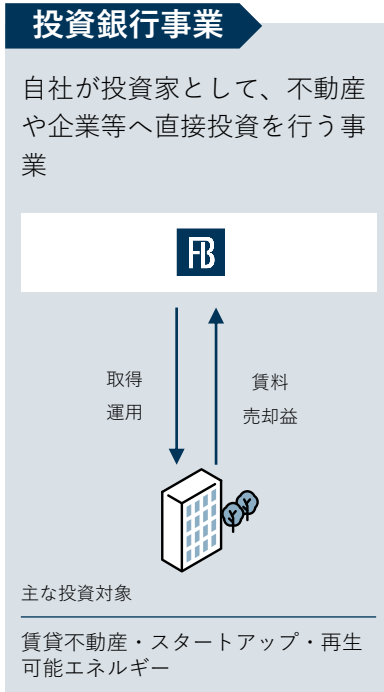 投資銀行事業
自社が投資家として、不動産
や企業等へ直接投資を行う事
業
FB
取得
運用
賃料
売却益
主な投資対象
賃貸不動産・スタートアップ・再生
可能エネルギー